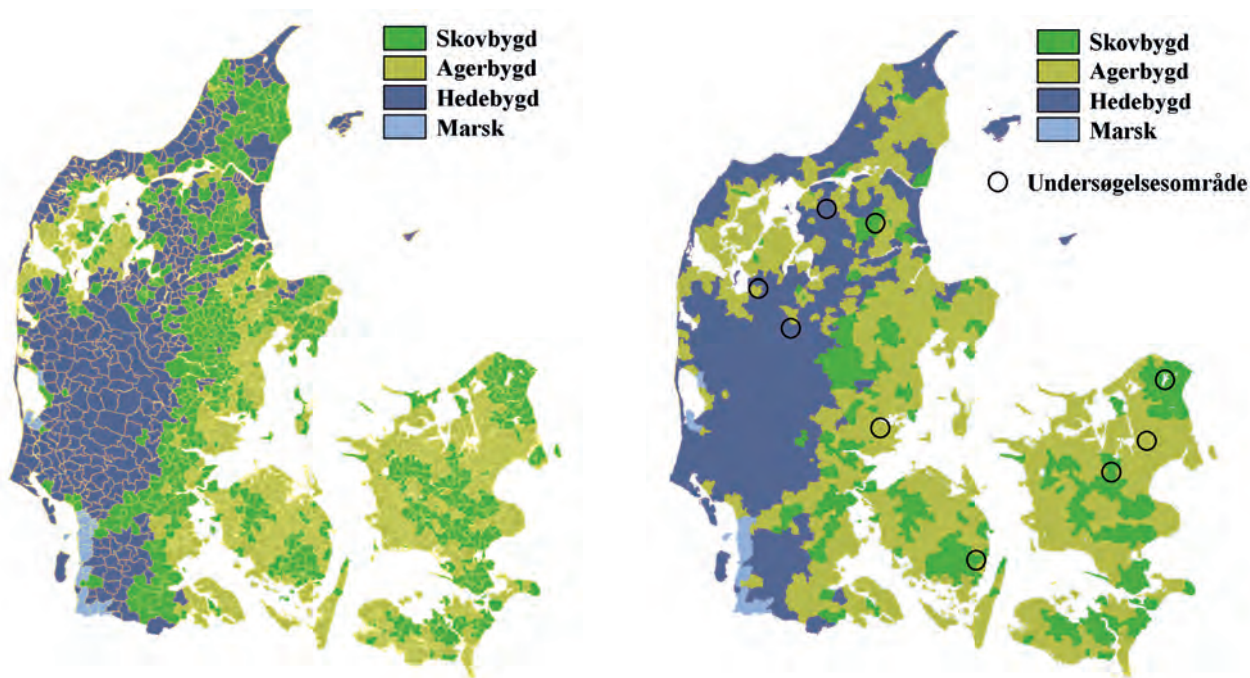 Skovbygd
Agerbygd
Hedebygd
Marsk
Skovbygd
Agerbygd
Hedebygd
Marsk
Undersøgelsesområde